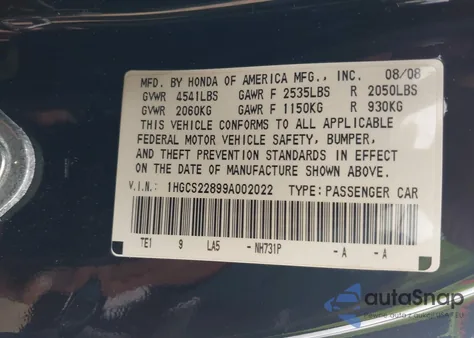 MFD. BY HONDA OF AMERICA MFG., INC. 08/08
GVWR 4541LBS GAWR F 2535LBS R 2050LBS
GVWR 2060KG GAWR F 1150KG R 930KG
THIS VEHICLE CONFORMS TO ALL APPLICABLE
FEDERAL MOTOR VEHICLE SAFETY, BUMPER,
AND THEFT PREVENTION STANDARDS IN EFFECT
ON THE DATE OF MANUFACTURE SHOWN ABOVE.
V.I.N.: 1HGCS22899A002022 TYPE: PASSENGER CAR
TE1 9 LA5 -NH731P -A -A
autoSnap